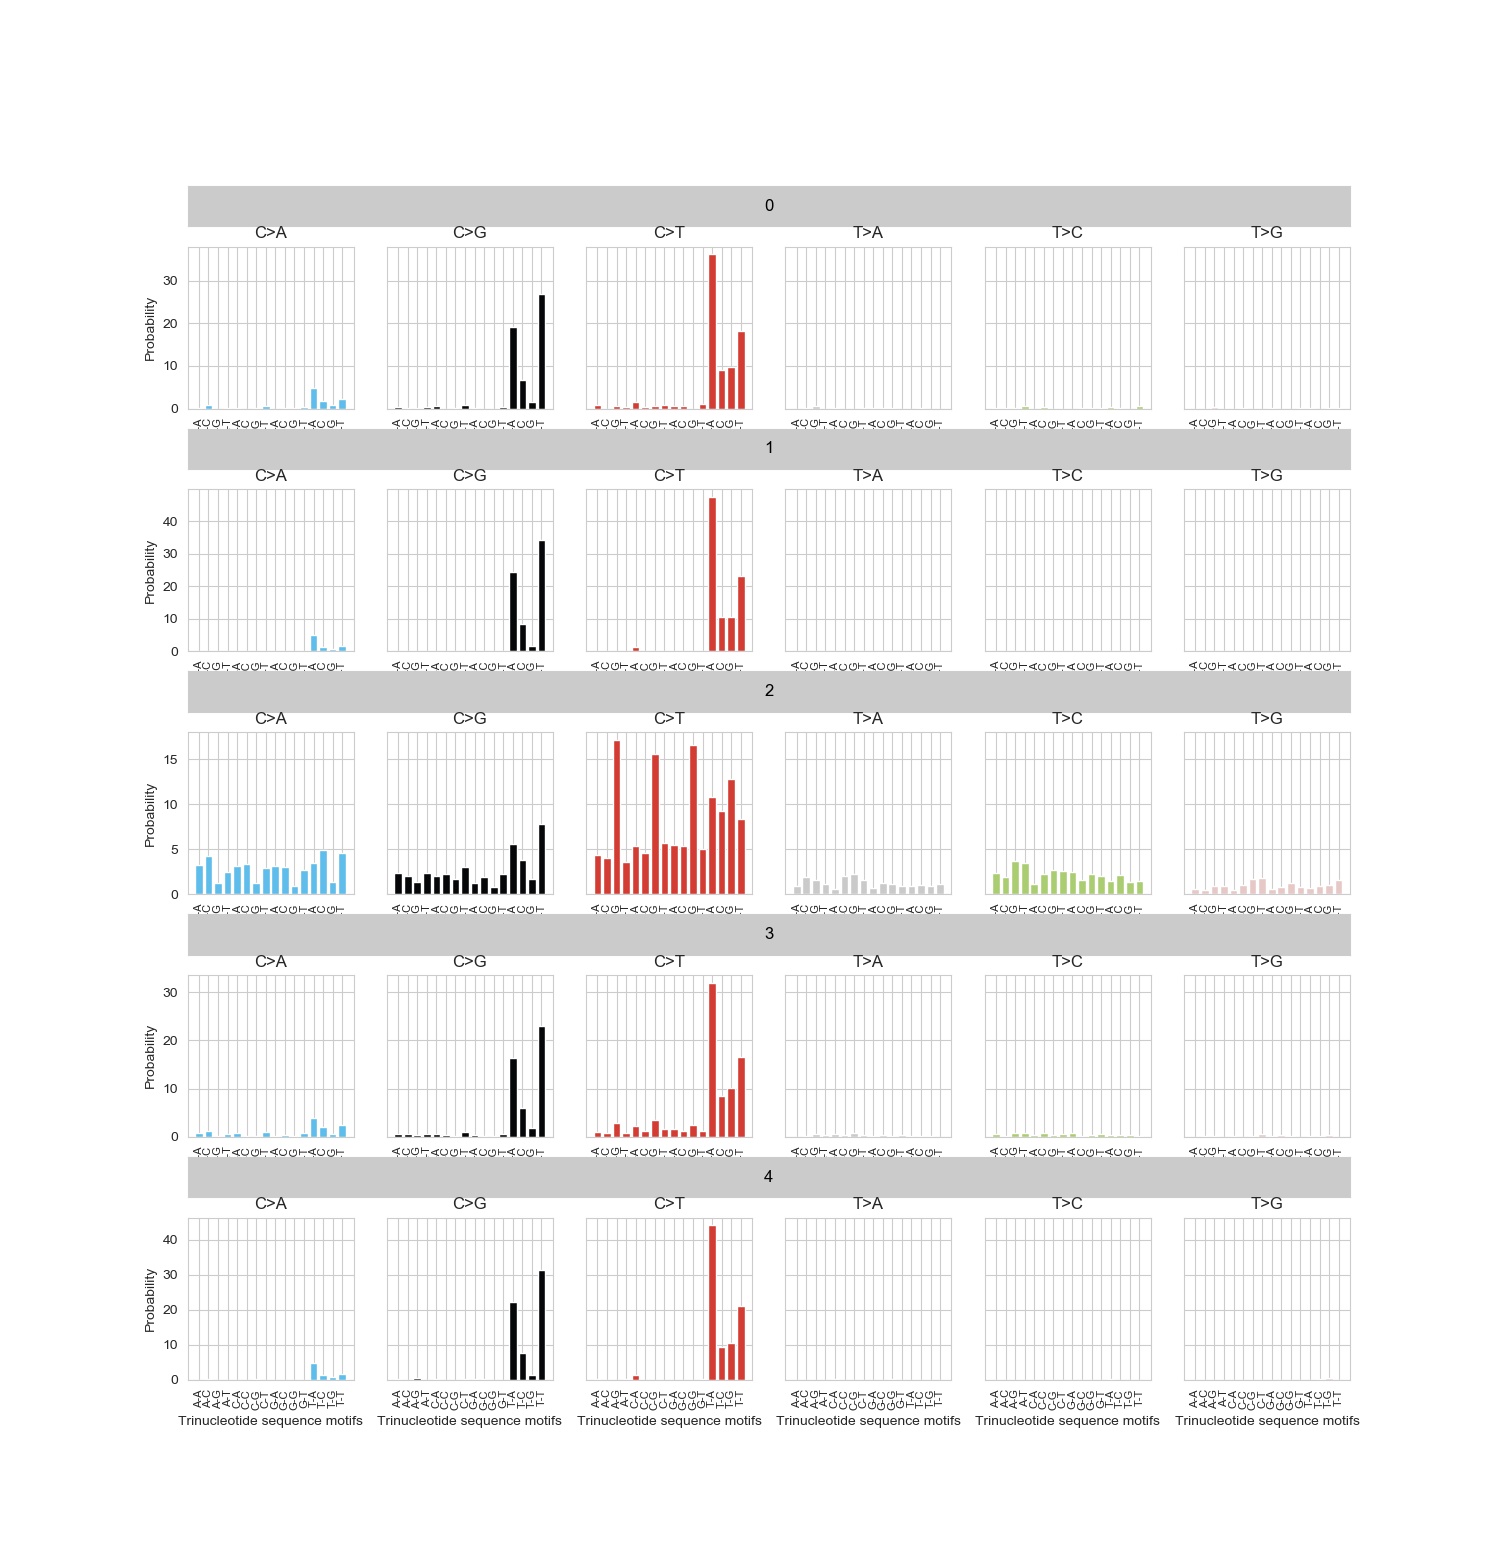 0
C>A C>G C>T T>A T>C T>G
Probability
30
20
10
0
1
C>A C>G C>T T>A T>C T>G
Probability
40
30
20
10
0
2
C>A C>G C>T T>A T>C T>G
Probability
15
10
5
0
3
C>A C>G C>T T>A T>C T>G
Probability
30
20
10
0
4
C>A C>G C>T T>A T>C T>G
Probability
40
30
20
10
0
A-A A-C A-G A-T C-A C-C C-G C-T G-A G-C G-G G-T T-A T-C T-G T-T
A-A A-C A-G A-T C-A C-C C-G C-T G-A G-C G-G G-T T-A T-C T-G T-T
A-A A-C A-G A-T C-A C-C C-G C-T G-A G-C G-G G-T T-A T-C T-G T-T
A-A A-C A-G A-T C-A C-C C-G C-T G-A G-C G-G G-T T-A T-C T-G T-T
A-A A-C A-G A-T C-A C-C C-G C-T G-A G-C G-G G-T T-A T-C T-G T-T
A-A A-C A-G A-T C-A C-C C-G C-T G-A G-C G-G G-T T-A T-C T-G T-T
Trinucleotide sequence motifs Trinucleotide sequence motifs Trinucleotide sequence motifs Trinucleotide sequence motifs Trinucleotide sequence motifs Trinucleotide sequence motifs